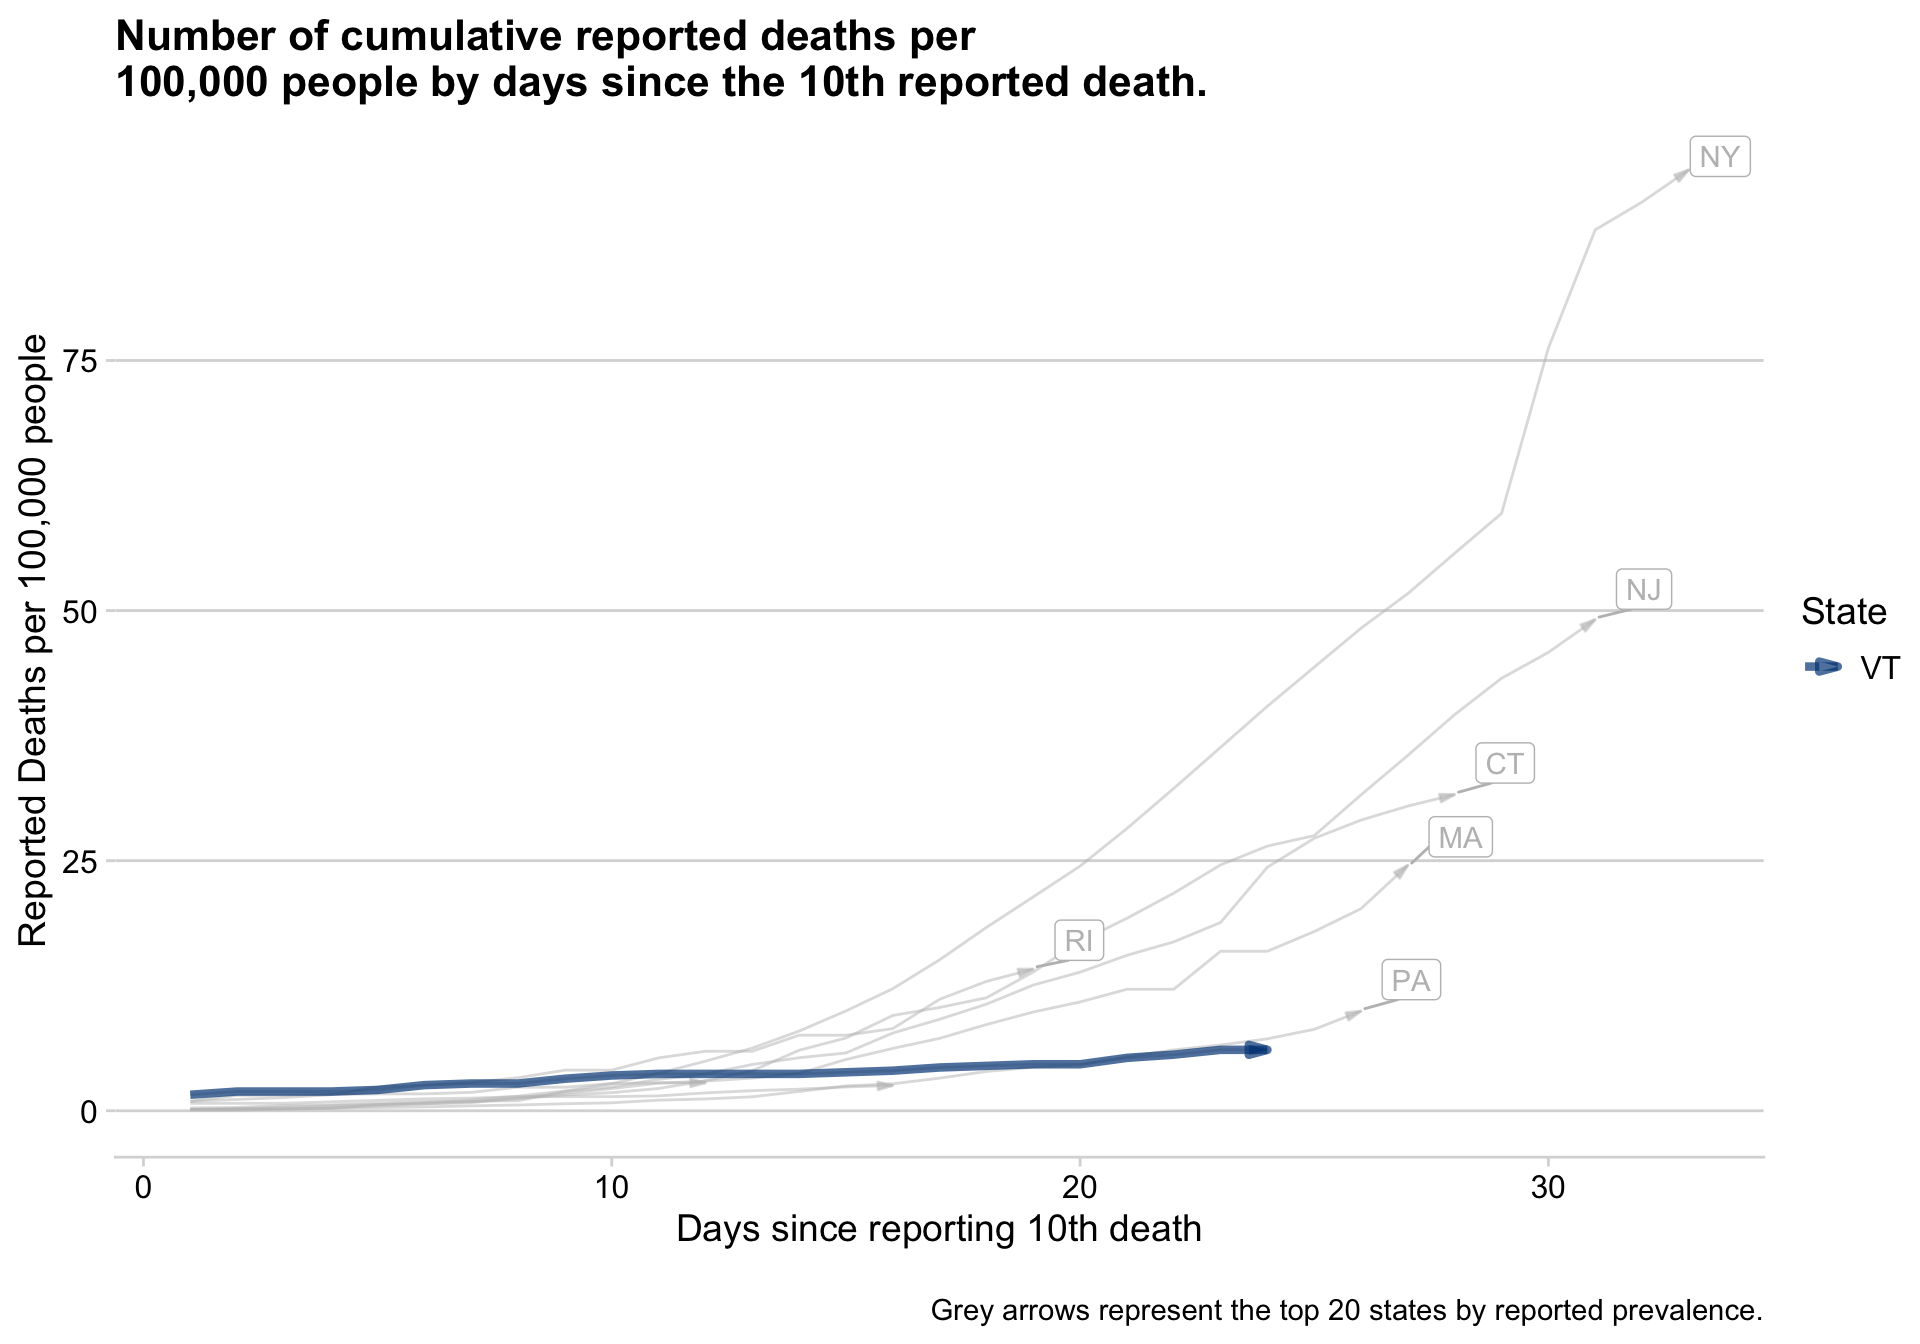 Number of cumulative reported deaths per
100,000 people by days since the 10th reported death.
NY
75
NJ
50
CT
MA
25
RI
PA
0
Reported Deaths per 100,000 people
State
VT
0 10 20 30
Days since reporting 10th death
Grey arrows represent the top 20 states by reported prevalence.